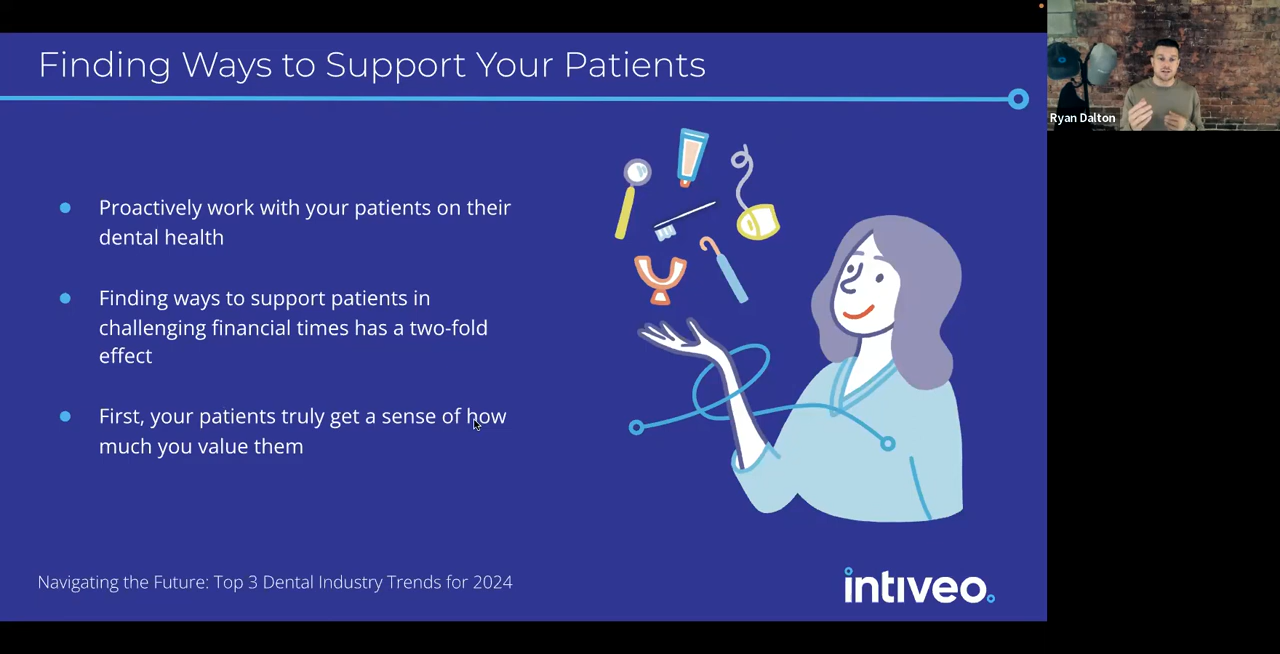 Finding Ways to Support Your Patients
Ryan Dalton
Proactively work with your patients on their
dental health
Finding ways to support patients in
challenging financial times has a two-fold
effect
First, your patients truly get a sense of how
much you value them
Navigating the Future: Top 3 Dental Industry Trends for 2024
intiveo